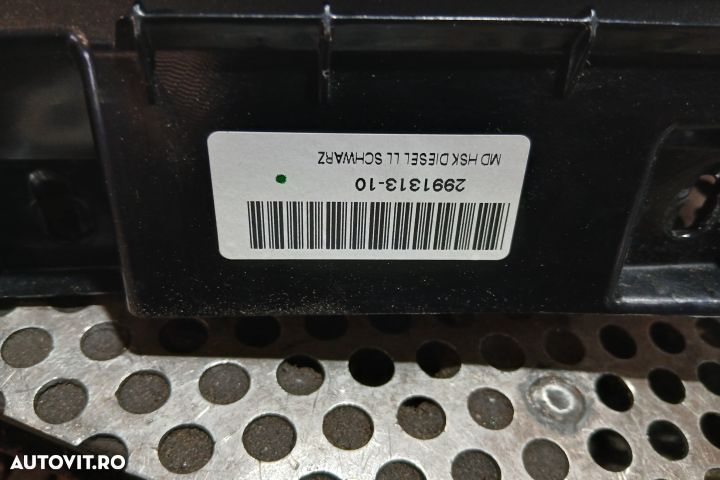 MD HSK DIESEL LL SCHWARZ
2991313-10
AUTOVIT.RO